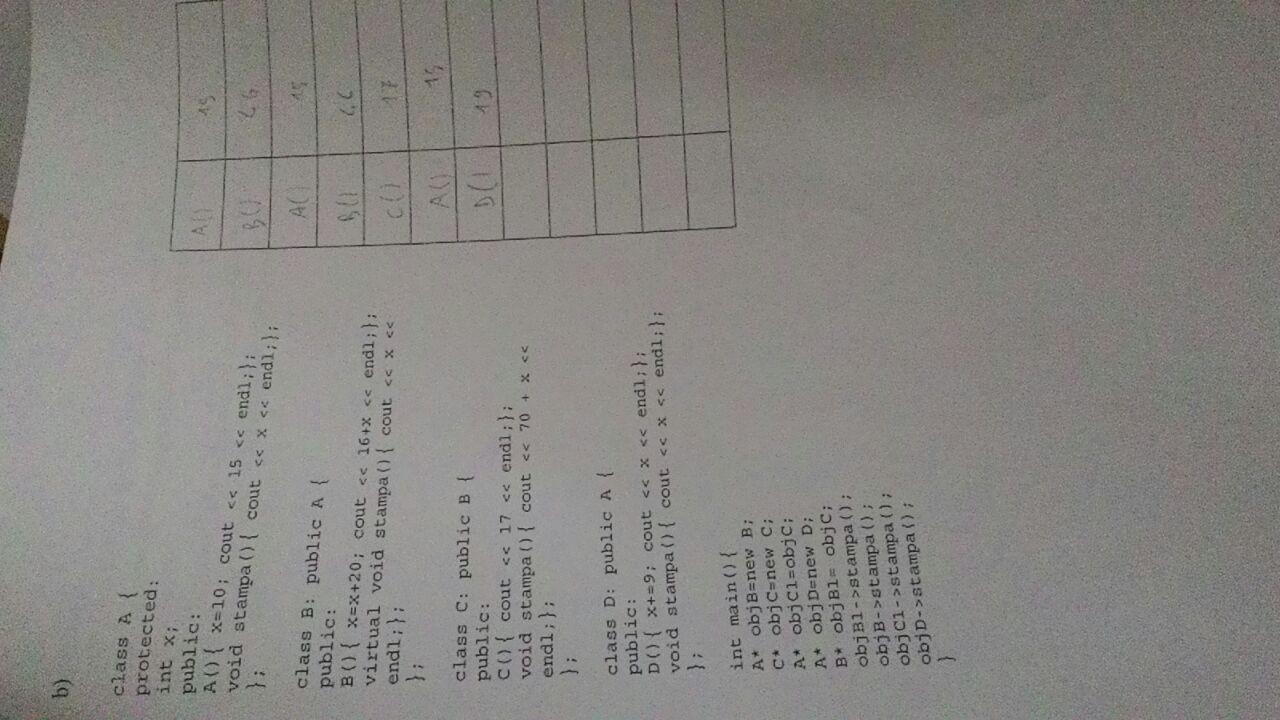 b)
class A {
protected:
int x;
public:
A(){ x=10; cout << 15 << endl;};
void stampa(){ cout << x << endl;};
};
class B: public A {
public:
B(){ x=x+20; cout << 16+x << endl;};
virtual void stampa(){ cout << x <<
endl;};
};
class C: public B {
public:
C(){ cout << 17 << endl;};
void stampa(){ cout << 70 + x <<
endl;};
};
class D: public A {
public:
D(){ x+=9; cout << x << endl;};
void stampa(){ cout << x << endl;};
};
int main(){
A* objB=new B;
C* objC=new C;
A* objC1=objC;
A* objD=new D;
B* objB1= objC;
objB1->stampa();
objB->stampa();
objC1->stampa();
objD->stampa();
}
A() 15
B() 46
A() 15
B() 46
C() 17
A() 15
D() 19